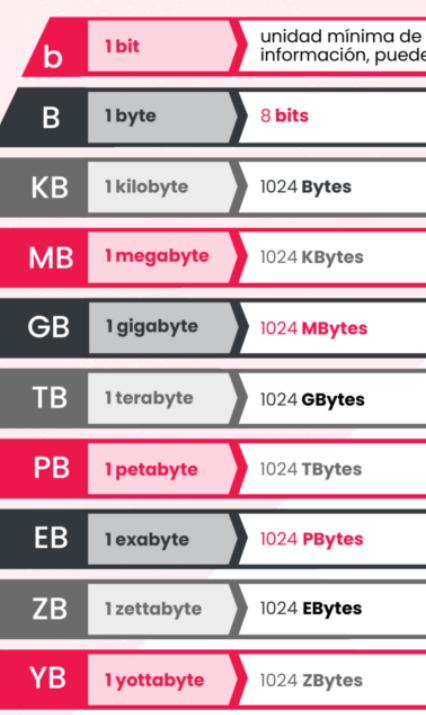 b 1 bit unidad mínima de
información, puede
B 1 byte 8 bits
KB 1 kilobyte 1024 Bytes
MB 1 megabyte 1024 KBytes
GB 1 gigabyte 1024 MBytes
TB 1 terabyte 1024 GBytes
PB 1 petabyte 1024 TBytes
EB 1 exabyte 1024 PBytes
ZB 1 zettabyte 1024 EBytes
YB 1 yottabyte 1024 ZBytes